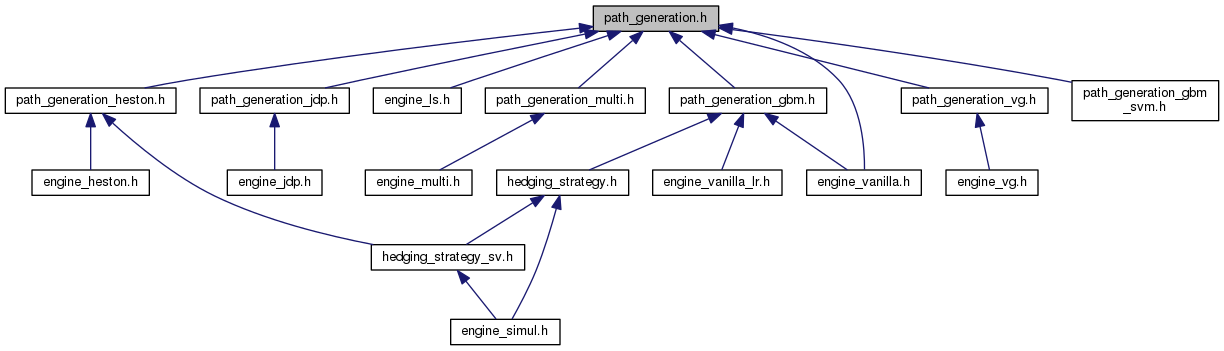 path_generation.h
path_generation_heston.h
path_generation_jdp.h
engine_ls.h
path_generation_multi.h
path_generation_gbm.h
path_generation_vg.h
path_generation_gbm
_svm.h
engine_heston.h
engine_jdp.h
engine_multi.h
hedging_strategy.h
engine_vanilla_lr.h
engine_vanilla.h
engine_vg.h
hedging_strategy_sv.h
engine_simul.h